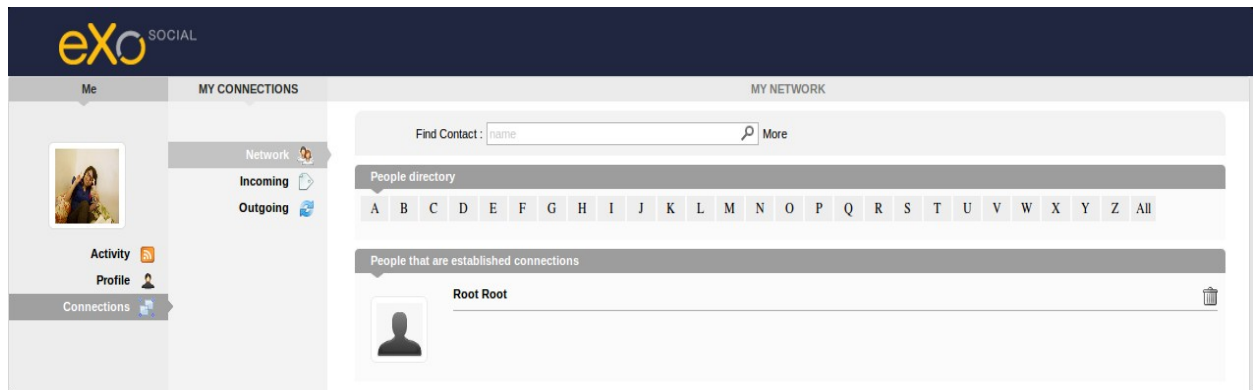 eXo SOCIAL
Me
MY CONNECTIONS
MY NETWORK
Find Contact : name
More
Network
Incoming
Outgoing
People directory
A B C D E F G H I J K L M N O P Q R S T U V W X Y Z All
Activity
Profile
Connections
People that are established connections
Root Root